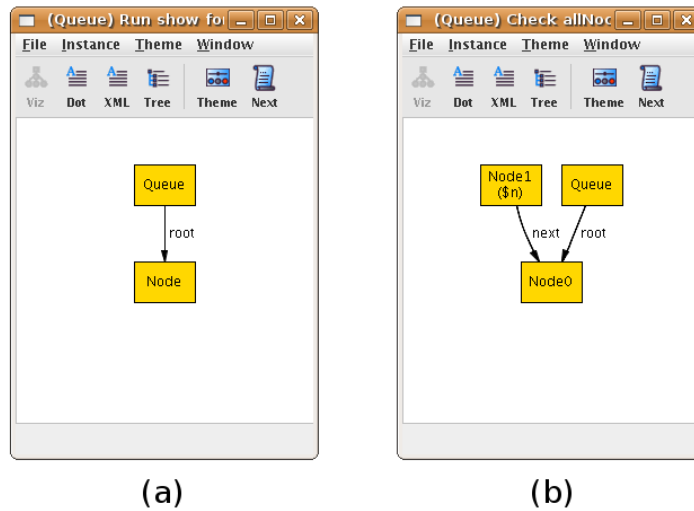 (Queue) Run show fo
File Instance Theme Window
Viz Dot XML Tree Theme Next
Queue
root
Node
(a)
(Queue) Check allNoc
File Instance Theme Window
Viz Dot XML Tree Theme Next
Node1
($n)
Queue
next root
Node0
(b)